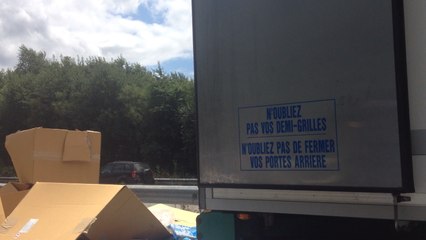 N'OUBLIEZ
PAS VOS DEMI-GRILLES
N'OUBLIEZ PAS DE FERMER
VOS PORTES ARRIERE